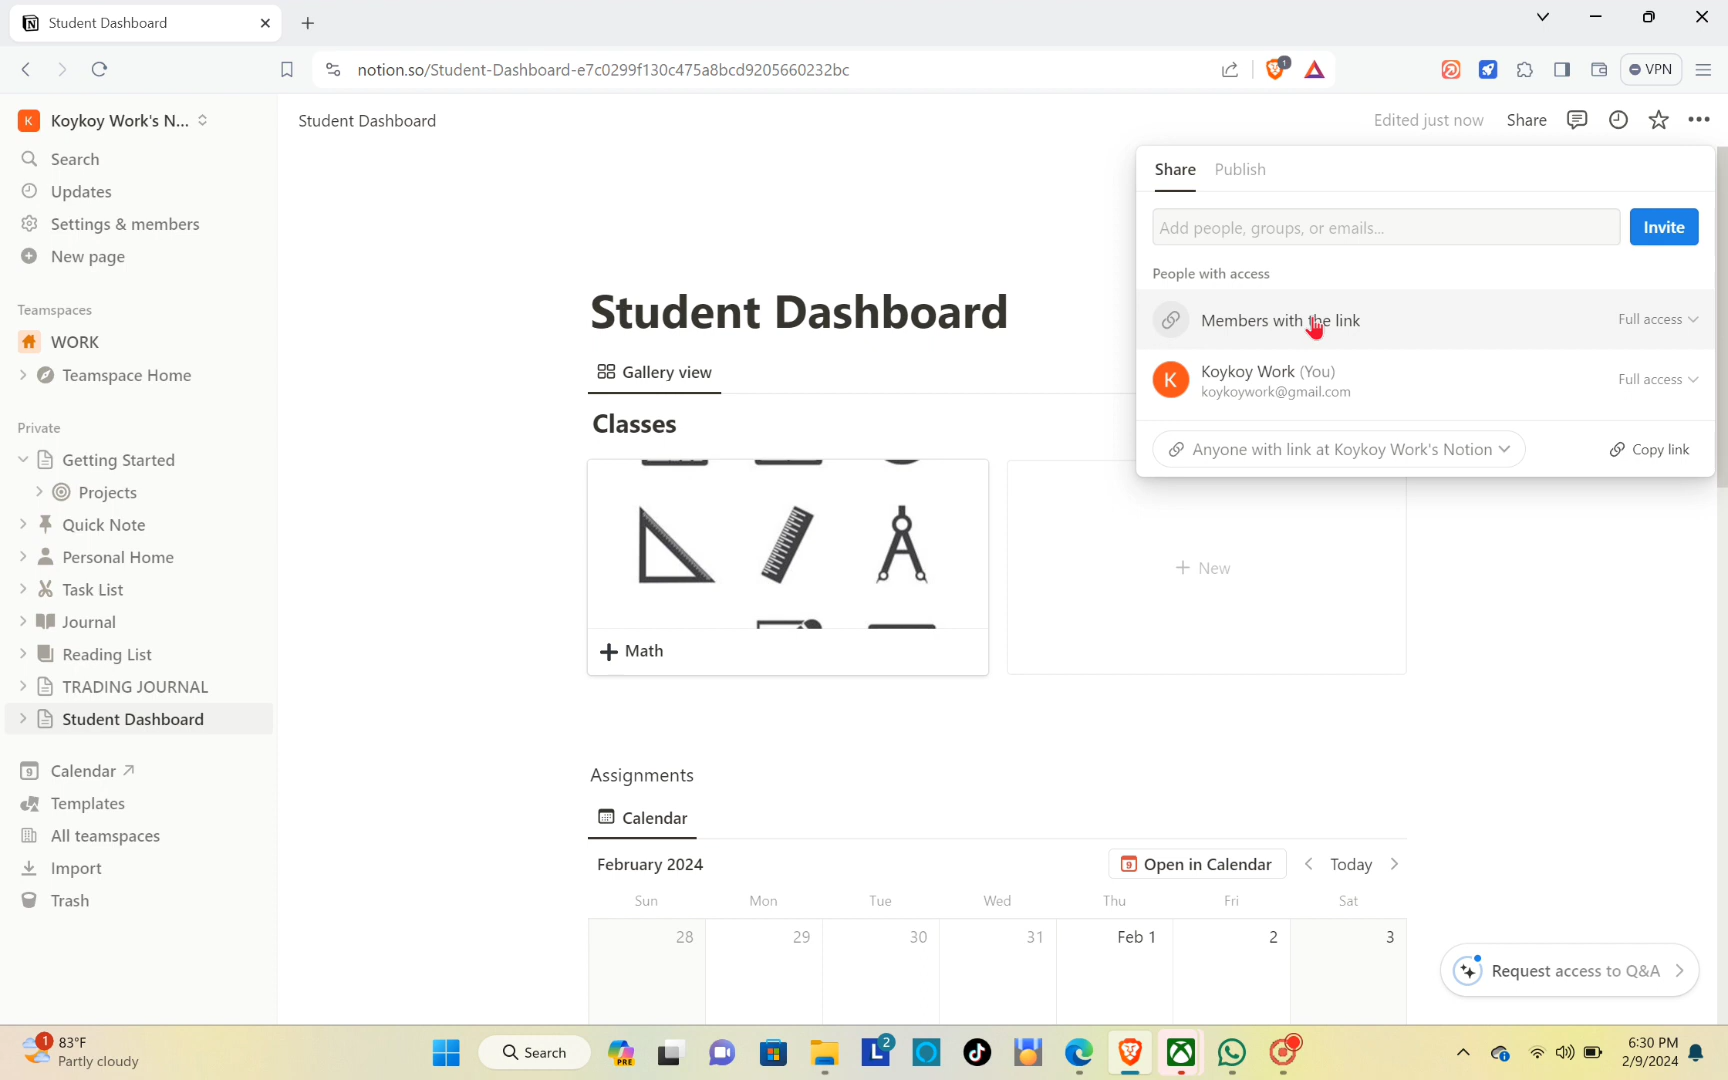 Student Dashboard
notion.so/Student-Dashboard-e7c0299f130c475a8bcd9205660232bc
1
VPN
K Koykoy Work's N...
Student Dashboard
Edited just now
Share
Search
Updates
Settings & members
New page
Teamspaces
WORK
Teamspace Home
Private
Getting Started
Projects
Quick Note
Personal Home
Task List
Journal
Reading List
TRADING JOURNAL
Student Dashboard
9 Calendar
Templates
All teamspaces
Import
Trash
Share Publish
Add people, groups, or emails...
Invite
People with access
Members with the link
Full access
K Koykoy Work (You)
koykoywork@gmail.com
Full access
Anyone with link at Koykoy Work's Notion
Copy link
Student Dashboard
Gallery view
Classes
Math
+ New
Assignments
Calendar
February 2024
9 Open in Calendar
Today
Sun Mon Tue Wed Thu Fri Sat
28 29 30 31 Feb 1 2 3
Request access to Q&A
1 83°F
Partly cloudy
Search
PRE
L 2
6:30 PM
2/9/2024